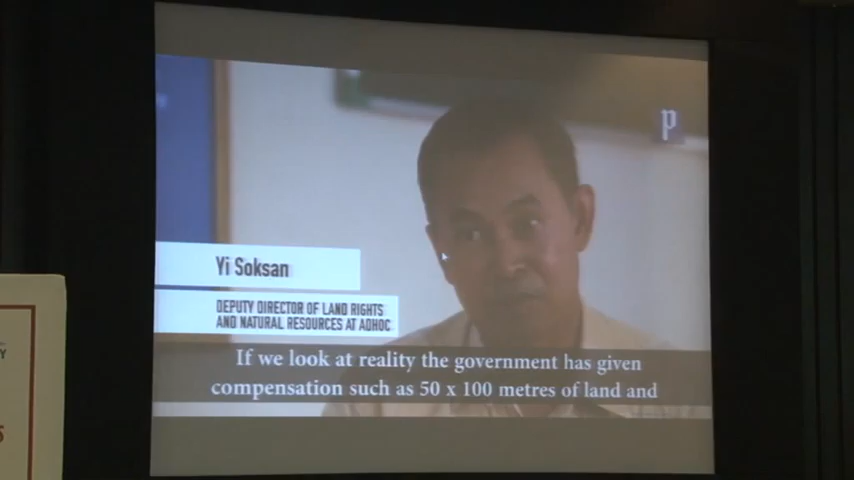 p
Yi Soksan
DEPUTY DIRECTOR OF LAND RIGHTS
AND NATURAL RESOURCES AT ADHOC
If we look at reality the government has given
compensation such as 50 x 100 metres of land and